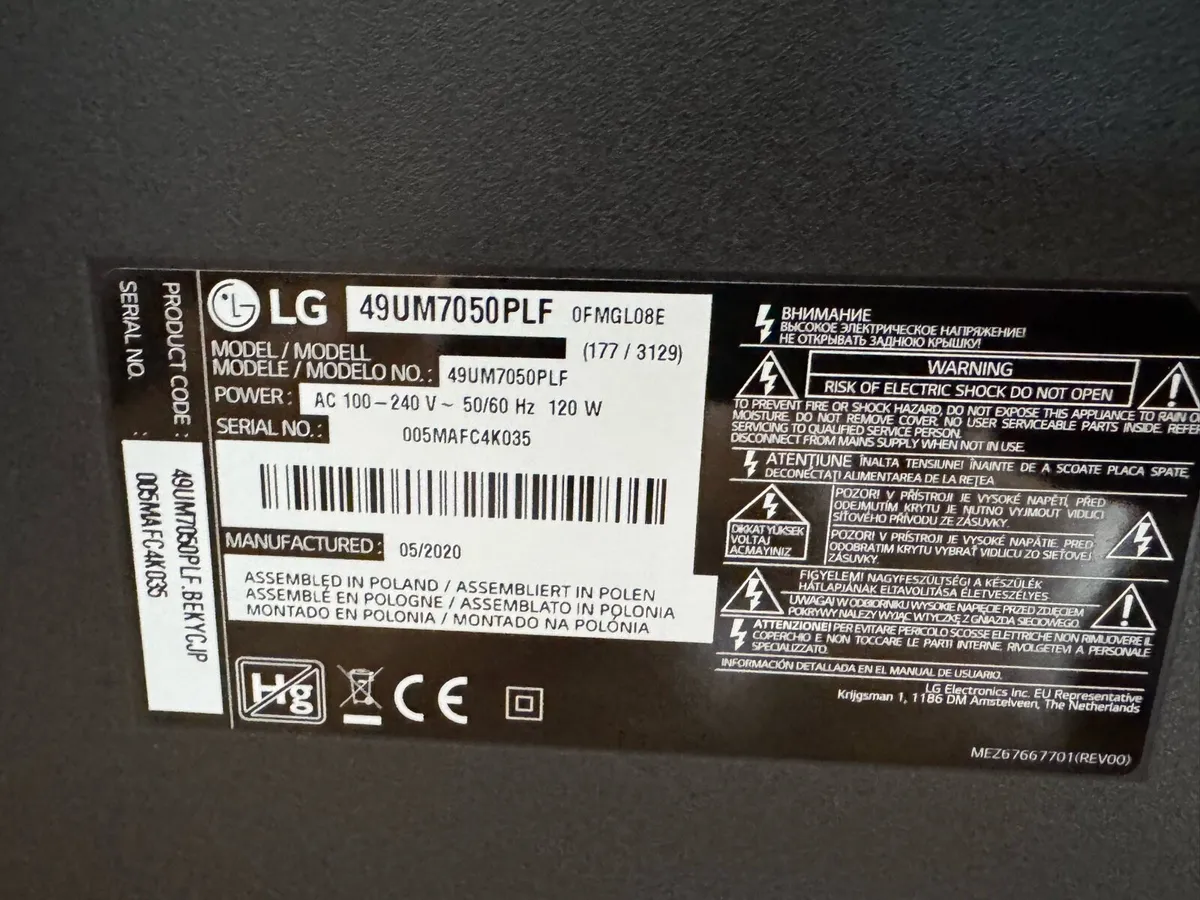 SERIAL NO. :
PRODUCT CODE :
005MAFC4K035
49UM7050PLF.BEKYCJP
LG 49UM7050PLF 0FMGL08E
MODEL / MODELL (177 / 3129)
MODELE / MODELO NO. : 49UM7050PLF
POWER : AC 100-240 V ~ 50/60 Hz 120 W
SERIAL NO. : 005MAFC4K035
MANUFACTURED : 05/2020
ASSEMBLED IN POLAND / ASSEMBLIERT IN POLEN
ASSEMBLÉ EN POLOGNE / ASSEMBLATO IN POLONIA
MONTADO EN POLONIA / MONTADO NA POLÓNIA
Hg
CE
ВНИМАНИЕ
ВЫСОКОЕ ЭЛЕКТРИЧЕСКОЕ НАПРЯЖЕНИЕ!
НЕ ОТКРЫВАТЬ ЗАДНЮЮ КРЫШКУ!
WARNING
RISK OF ELECTRIC SHOCK DO NOT OPEN
TO PREVENT FIRE OR SHOCK HAZARD, DO NOT EXPOSE THIS APPLIANCE TO RAIN O
MOISTURE. DO NOT REMOVE COVER. NO USER SERVICEABLE PARTS INSIDE. REFER
SERVICING TO QUALIFIED SERVICE PERSON.
DISCONNECT FROM MAINS SUPPLY WHEN NOT IN USE.
ATENŢIUNE ÎNALTA TENSIUNE! ÎNAINTE DE A SCOATE PLACA SPATE,
DECONECTAŢI ALIMENTAREA DE LA REŢEA
DIKKAT YÜKSEK
VOLTAJ
AÇMAYINIZ
POZOR! V PŘÍSTROJI JE VYSOKÉ NAPĚTÍ, PŘED
ODEJMUTÍM KRYTU JE NUTNO VYJMOUT VIDLICI
SÍŤOVÉHO PŘÍVODU ZE ZÁSUVKY.
POZOR! V PRÍSTROJI JE VYSOKÉ NAPÄTIE. PRED
ODOBRATIM KRYTU VYBRAŤ VIDLICU ZO SIEŤOVEJ
ZÁSUVKY.
FIGYELEM! NAGYFESZÜLTSÉG! A KÉSZÜLÉK
HÁTLAPJÁNAK ELTÁVOLÍTÁSA ÉLETVESZÉLYES.
UWAGA! W ODBIORNIKU WYSOKIE NAPIĘCIE PRZED ZDJĘCIEM
POKRYWY NALEŻY WYJĄĆ WTYCZKĘ Z GNIAZDA SIECIOWEGO.
ATTENZIONE! PER EVITARE PERICOLO SCOSSE ELETTRICHE NON RIMUOVERE IL
COPERCHIO E NON TOCCARE LE PARTI INTERNE, RIVOLGETEVI A PERSONALE
SPECIALIZZATO.
INFORMACIÓN DETALLADA EN EL MANUAL DE USUARIO.
LG Electronics Inc. EU Representative
Krijgsman 1, 1186 DM Amstelveen, The Netherlands
MEZ67667701(REV00)